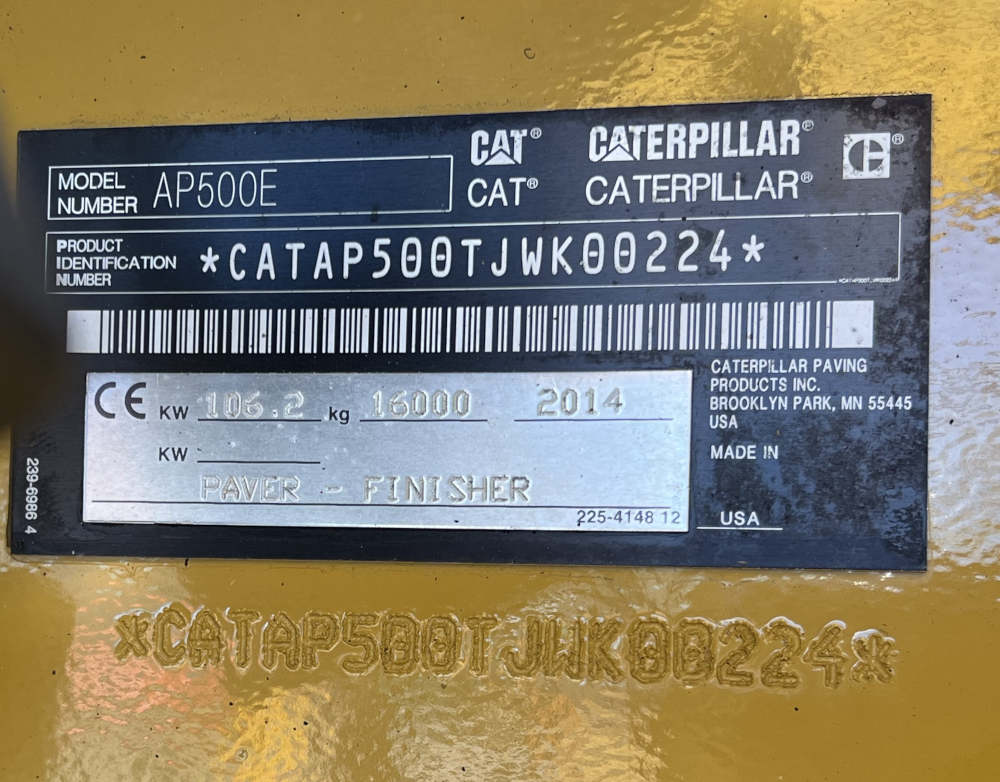 CAT® CATERPILLAR®
CAT® CATERPILLAR®
MODEL NUMBER AP500E
PRODUCT IDENTIFICATION NUMBER *CATAP500TJWK00224*
CE KW 106.2 kg 16000 2014
KW
PAVER - FINISHER
225-4148 12
CATERPILLAR PAVING
PRODUCTS INC.
BROOKLYN PARK, MN 55445
USA
MADE IN
USA
239-6986 4
*CATAP500TJWK00224*